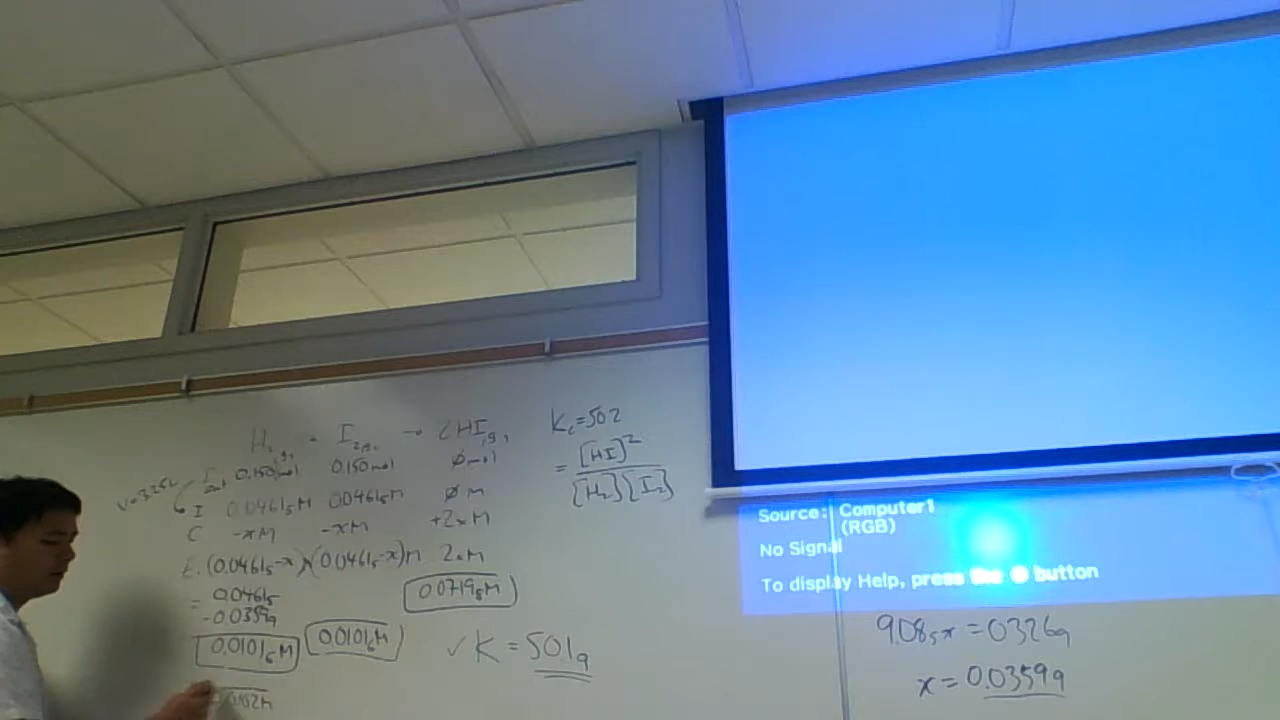 H₂(g) + I₂(g) → 2HI(g)
I 0.150mol 0.150mol ∅mol
V=3.25L
I 0.0461₅M 0.0461₅M ∅M
C -xM -xM +2xM
E (0.0461₅-x) (0.0461₅-x)M 2xM
= 0.0461₅
-0.0359₉
0.0101₆M 0.0101₆M 0.0719₈M
0.102M
Kc=50.2
= [HI]²
[H₂][I₂]
✓ K = 50.1₉
Source: Computer1
(RGB)
No Signal
To display Help, press the button
9.08₅x = 0.326₉
x = 0.0359₉